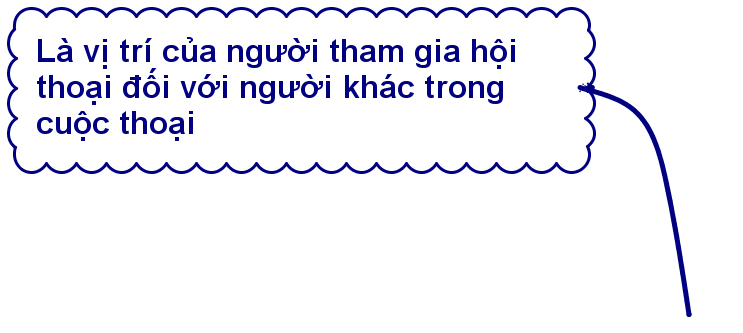 Là vị trí của người tham gia hội
thoại đối với người khác trong
cuộc thoại